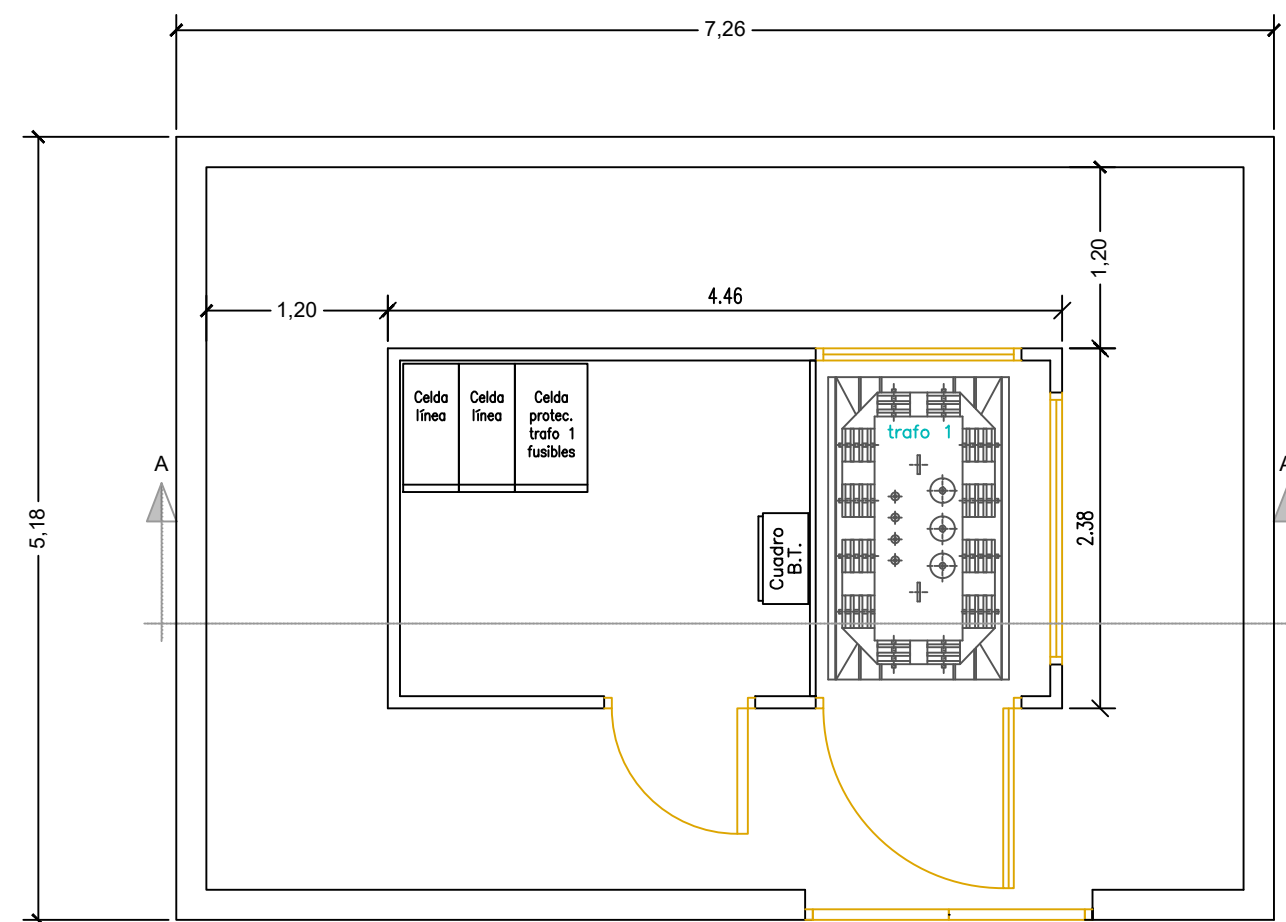 7,26
1,20
4.46
1,20
Celda
línea
Celda
línea
Celda
protec.
trafo 1
fusibles
trafo 1
A
A
5,18
2.38
Cuadro
B.T.